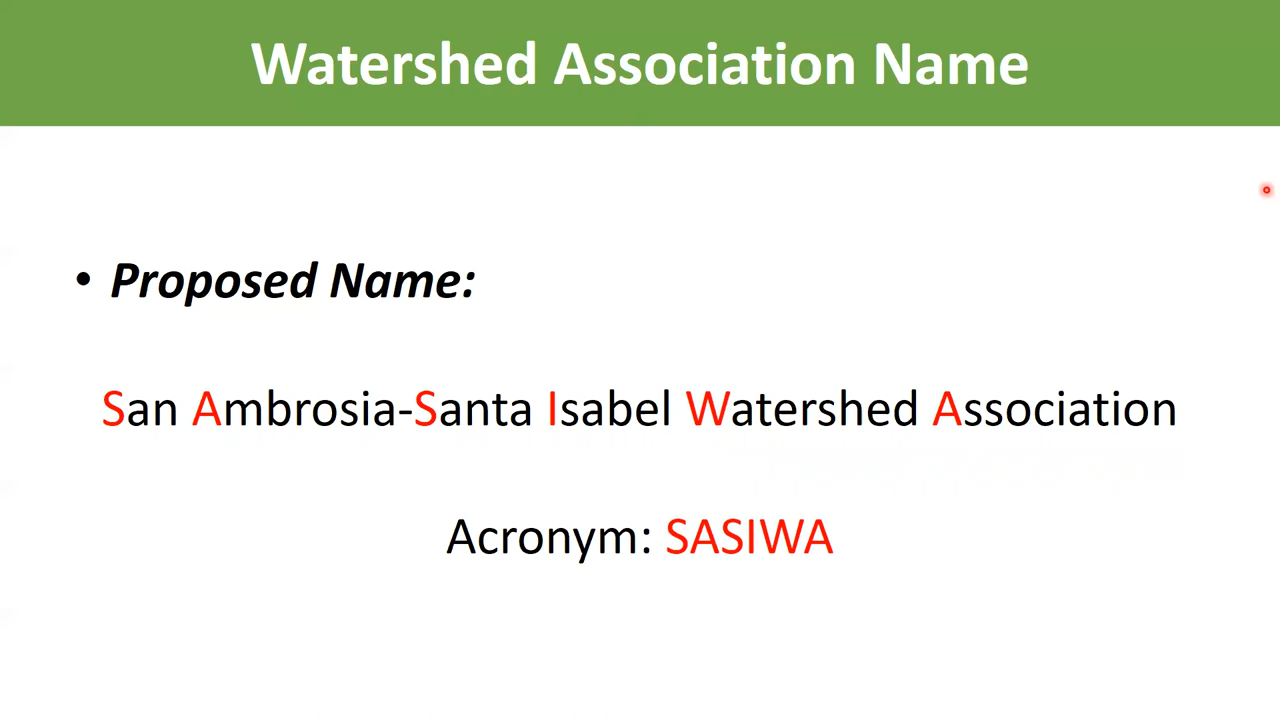 Watershed Association Name
• Proposed Name:
San Ambrosia-Santa Isabel Watershed Association
Acronym: SASIWA